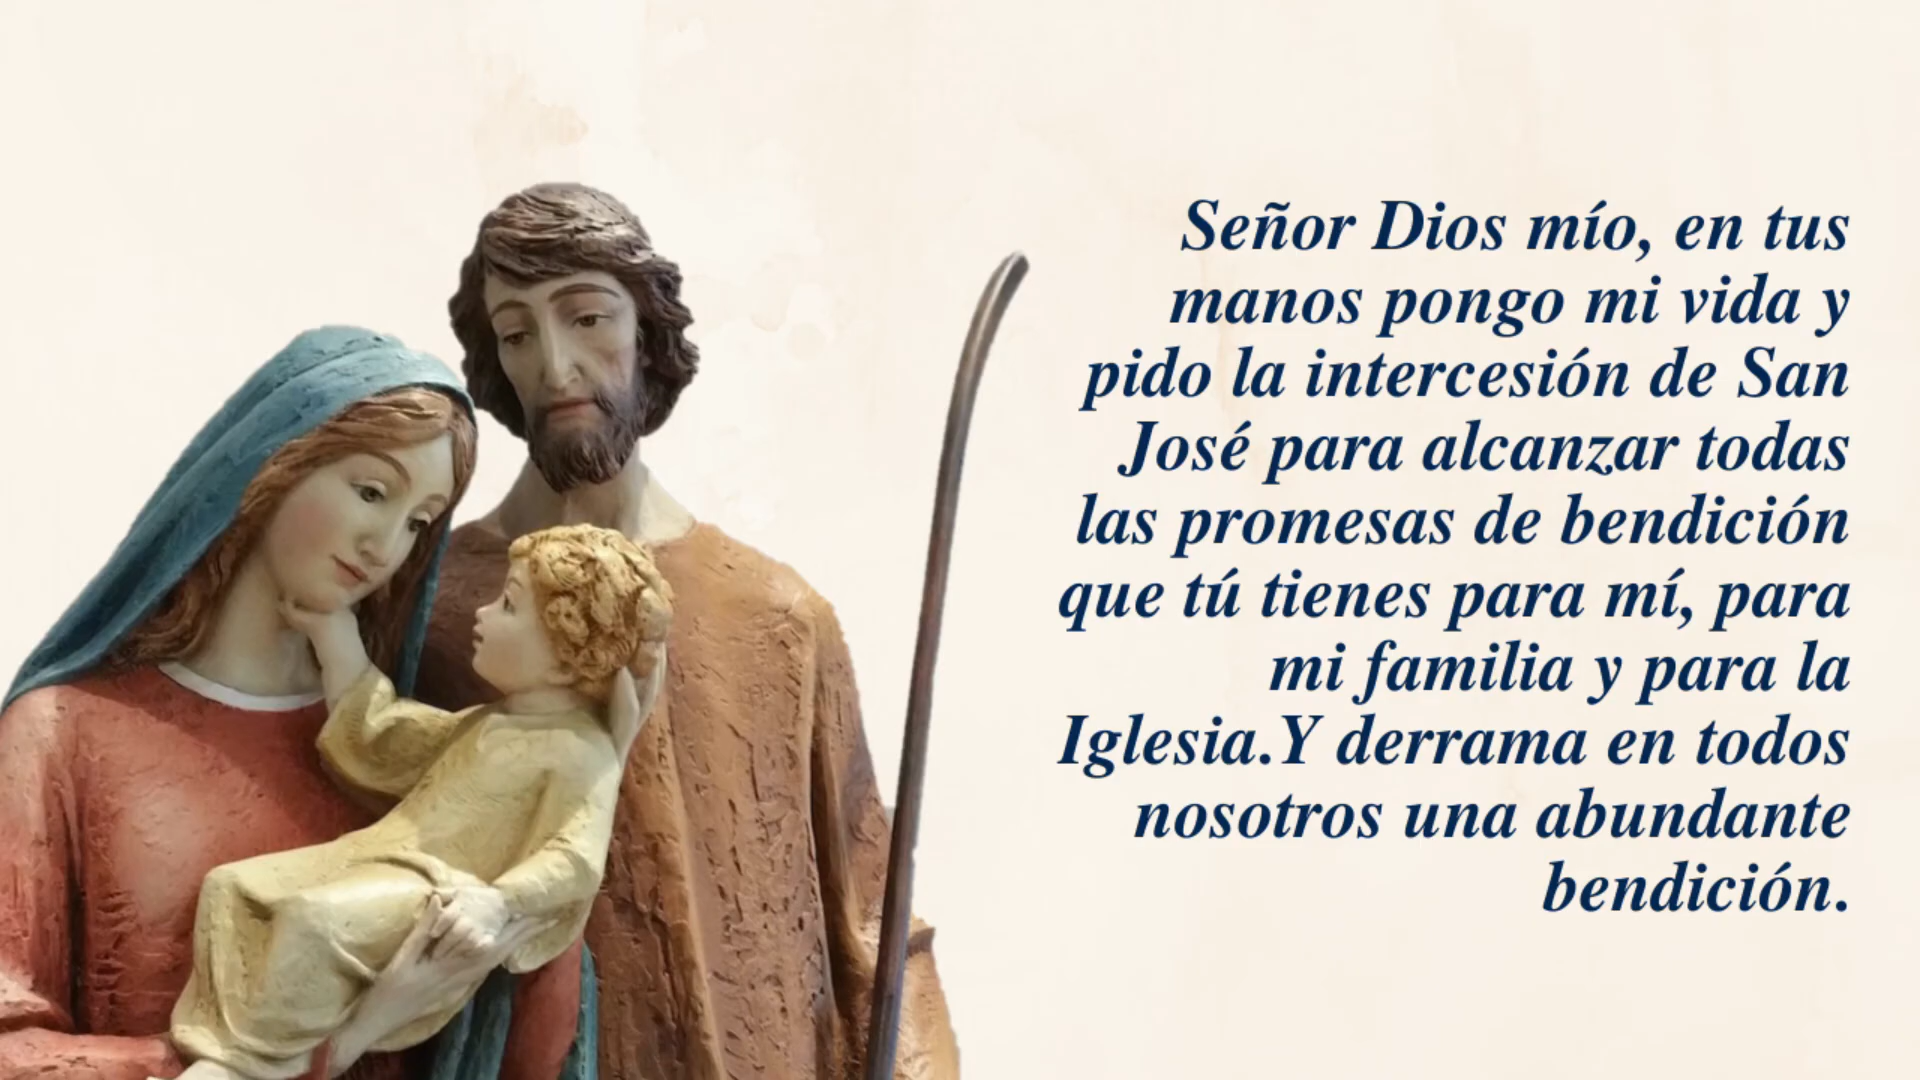 Señor Dios mío, en tus
manos pongo mi vida y
pido la intercesión de San
José para alcanzar todas
las promesas de bendición
que tú tienes para mí, para
mi familia y para la
Iglesia.Y derrama en todos
nosotros una abundante
bendición.